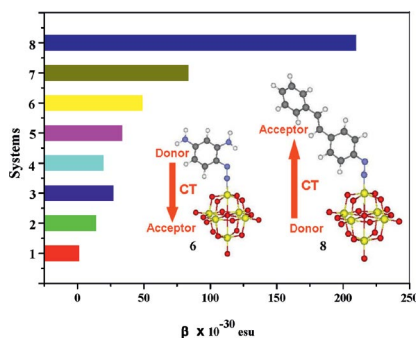 8
7
6
5
4
3
2
1
Systems
Donor
CT
Acceptor
6
Acceptor
CT
Donor
8
0 50 100 150 200 250
β x 10-30 esu